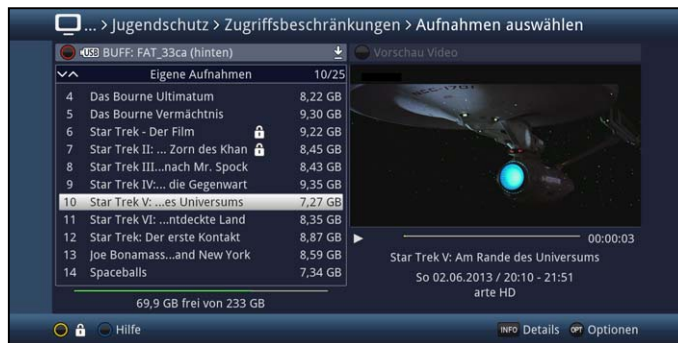 ... > Jugendschutz > Zugriffsbeschränkungen > Aufnahmen auswählen
USB BUFF: FAT_33ca (hinten)
Vorschau Video
Eigene Aufnahmen 10/25
4 Das Bourne Ultimatum 8,22 GB
5 Das Bourne Vermächtnis 9,30 GB
6 Star Trek - Der Film 9,22 GB
7 Star Trek II: ... Zorn des Khan 8,45 GB
8 Star Trek III...nach Mr. Spock 8,43 GB
9 Star Trek IV:... die Gegenwart 9,35 GB
10 Star Trek V: ...es Universums 7,27 GB
11 Star Trek VI: ...ntdeckte Land 8,35 GB
12 Star Trek: Der erste Kontakt 8,87 GB
13 Joe Bonamass...and New York 8,59 GB
14 Spaceballs 7,34 GB
69,9 GB frei von 233 GB
00:00:03
Star Trek V: Am Rande des Universums
So 02.06.2013 / 20:10 - 21:51
arte HD
Hilfe
INFO Details OPT Optionen